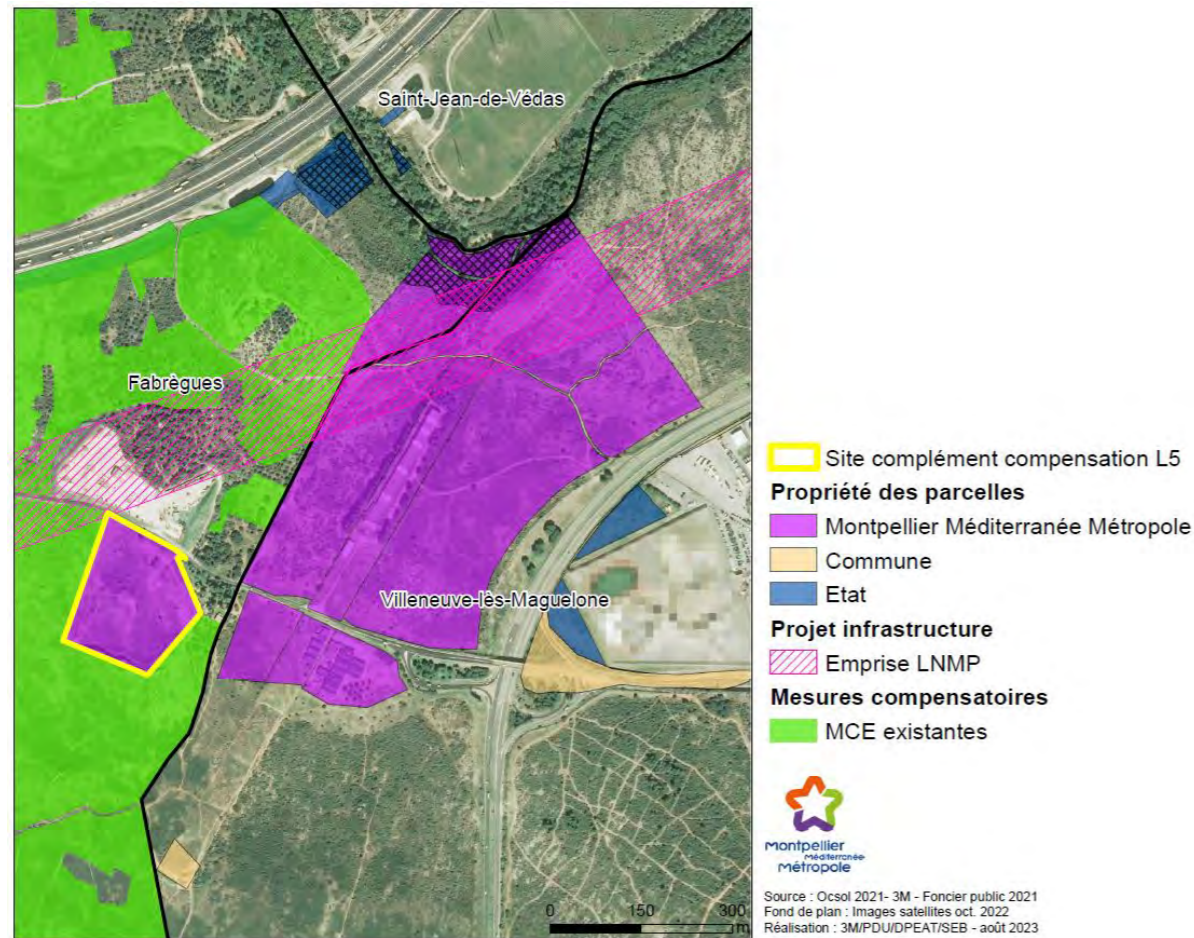 Saint-Jean-de-Védas
Fabrègues
Villeneuve-lès-Maguelone
0 150 300
m
Site complément compensation L5
Propriété des parcelles
Montpellier Méditerranée Métropole
Commune
Etat
Projet infrastructure
Emprise LNMP
Mesures compensatoires
MCE existantes
montpellier
Méditerranée
métropole
Source : Ocsol 2021- 3M - Foncier public 2021
Fond de plan : Images satellites oct. 2022
Réalisation : 3M/PDU/DPEAT/SEB - août 2023